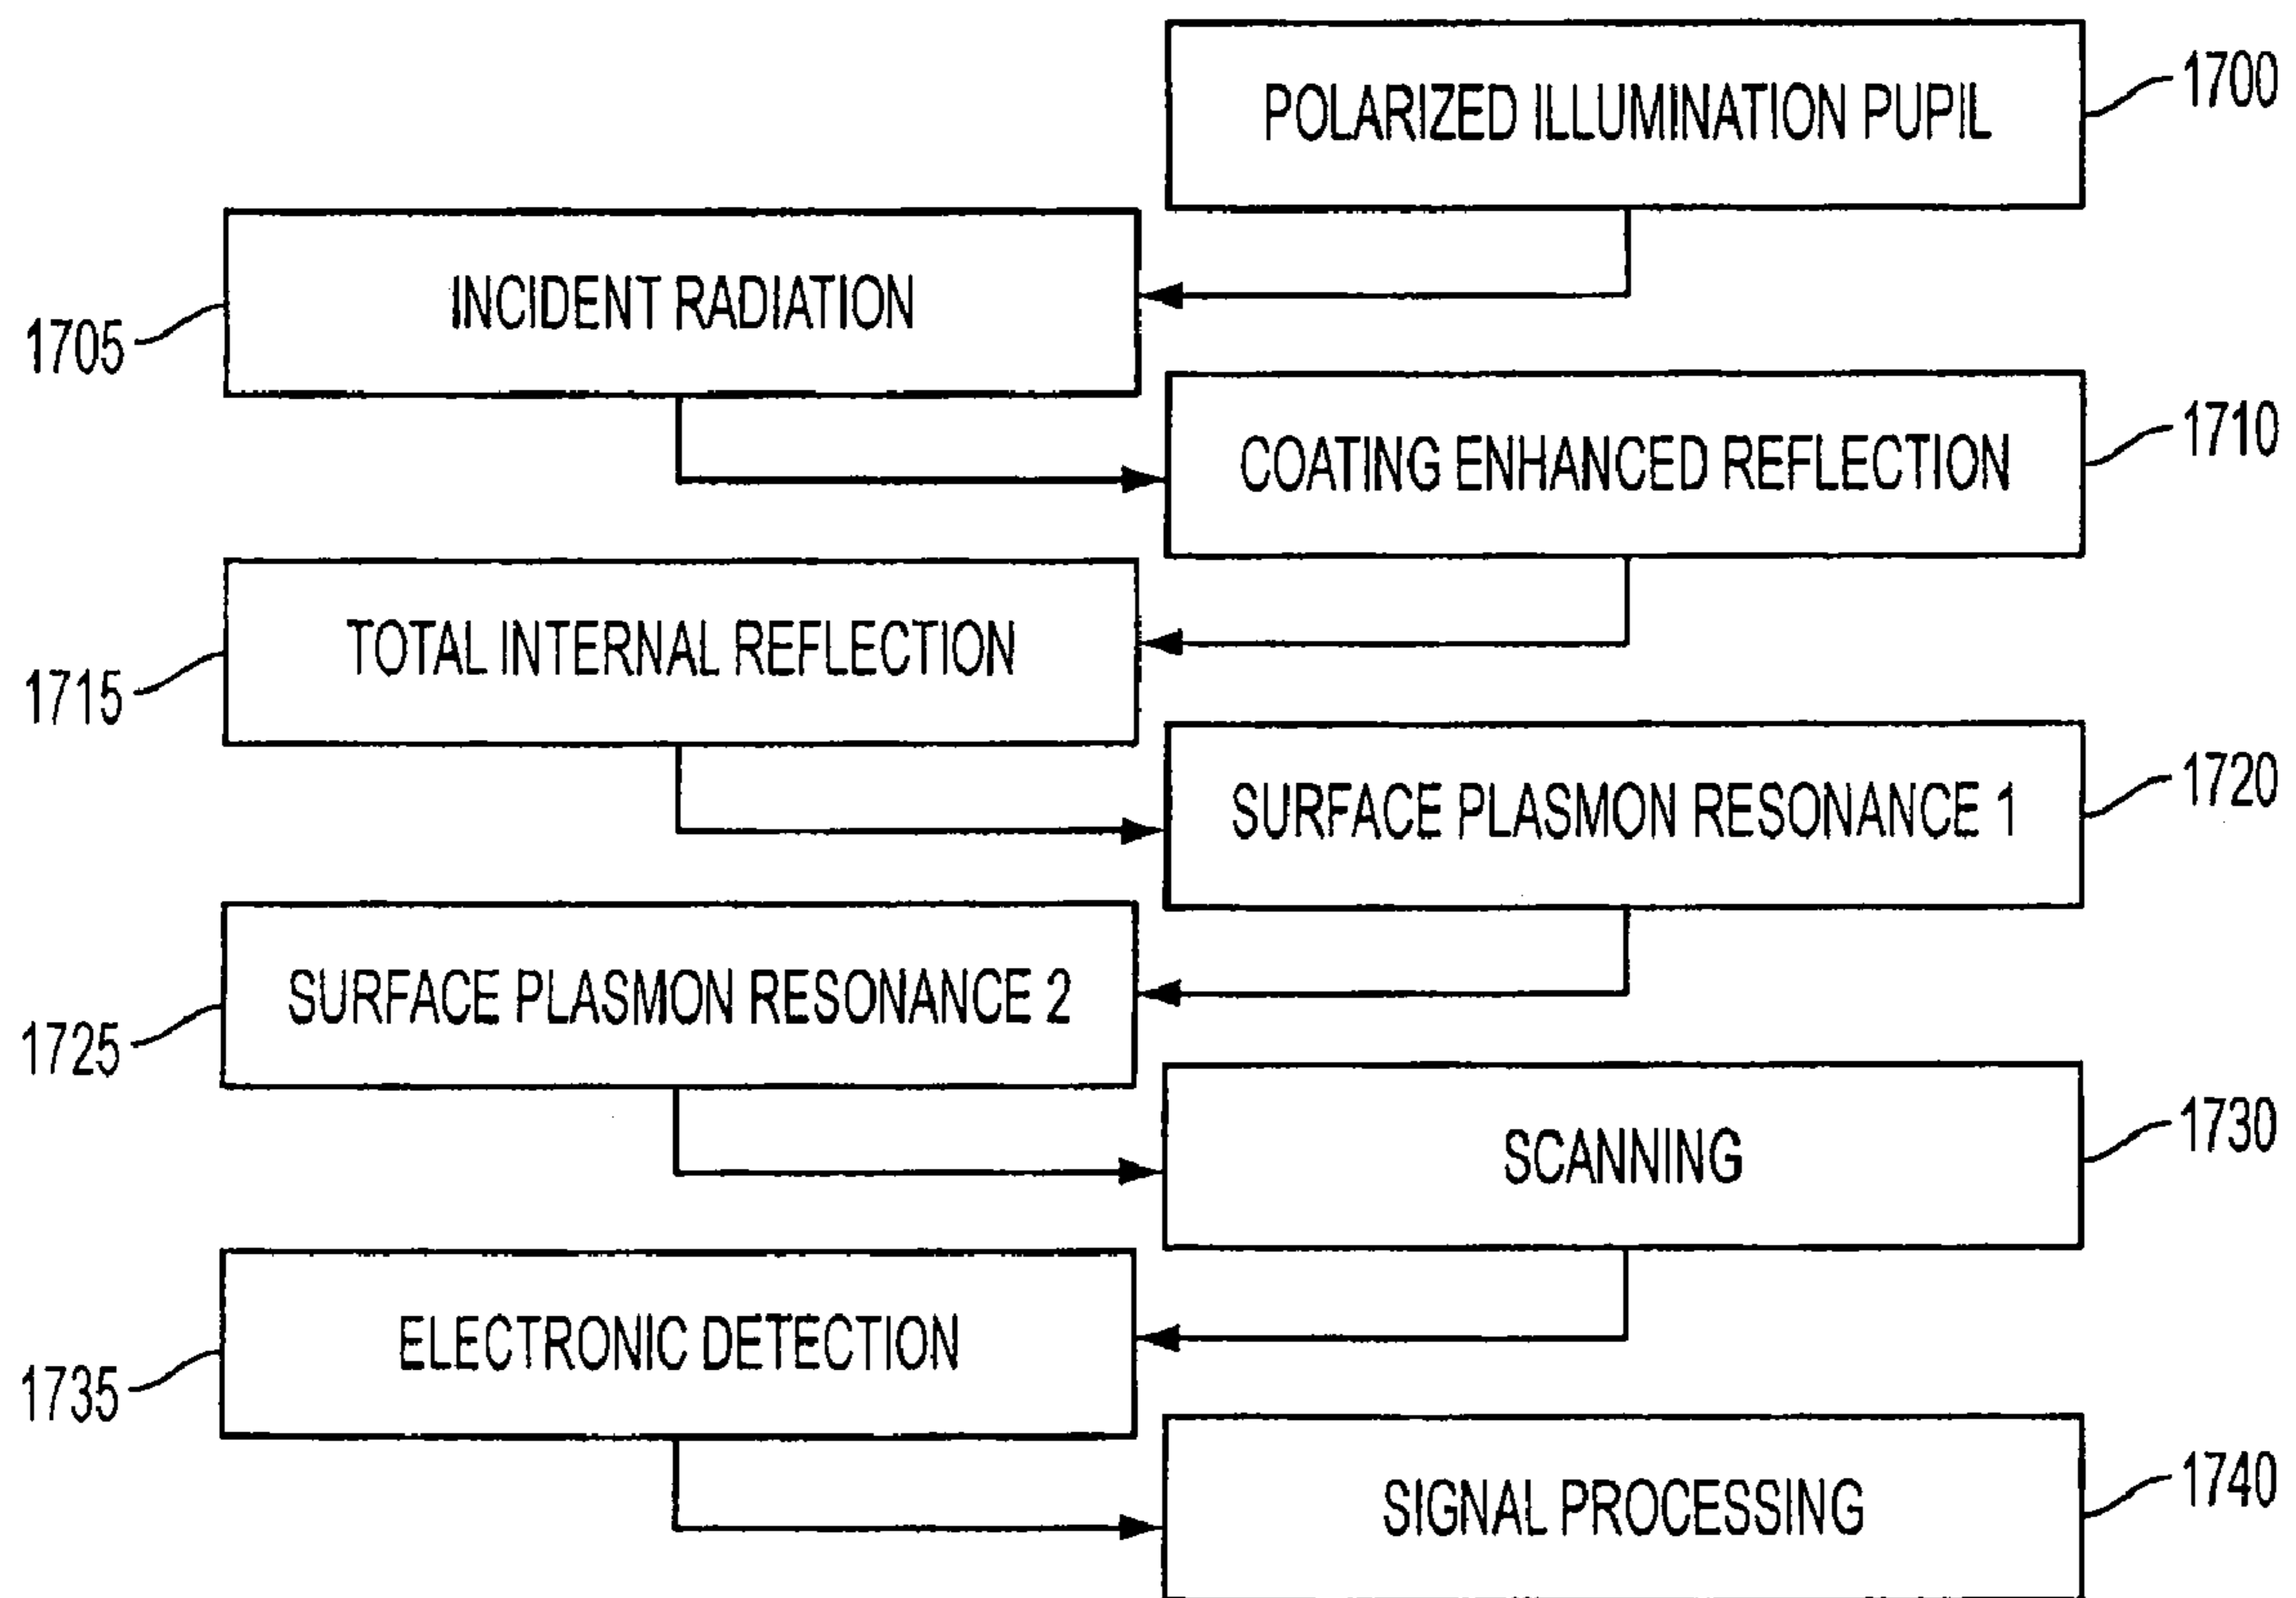 POLARIZED ILLUMINATION PUPIL
1700
INCIDENT RADIATION
1705
COATING ENHANCED REFLECTION
1710
TOTAL INTERNAL REFLECTION
1715
SURFACE PLASMON RESONANCE 1
1720
SURFACE PLASMON RESONANCE 2
1725
SCANNING
1730
ELECTRONIC DETECTION
1735
SIGNAL PROCESSING
1740